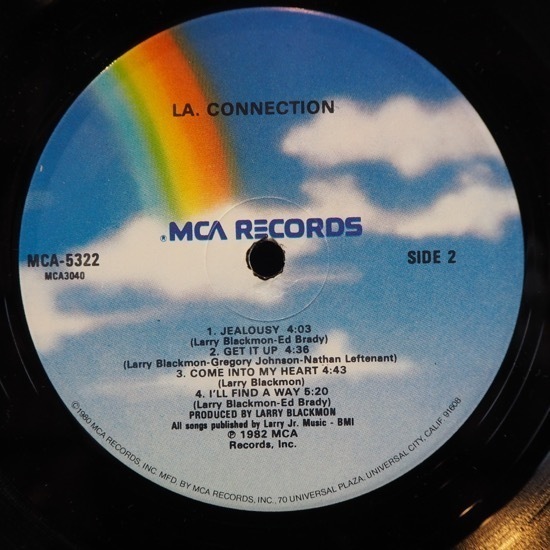 L.A. CONNECTION
®MCA RECORDS
MCA-5322
MCA3040
SIDE 2
1. JEALOUSY 4:03
(Larry Blackmon-Ed Brady)
2. GET IT UP 4:36
(Larry Blackmon-Gregory Johnson-Nathan Leftenant)
3. COME INTO MY HEART 4:43
(Larry Blackmon)
4. I'LL FIND A WAY 5:20
(Larry Blackmon-Ed Brady)
PRODUCED BY LARRY BLACKMON
All songs published by Larry Jr. Music - BMI
℗ 1982 MCA
Records, Inc.
©1980 MCA RECORDS, INC. MFD. BY MCA RECORDS, INC., 70 UNIVERSAL PLAZA, UNIVERSAL CITY, CALIF. 91608